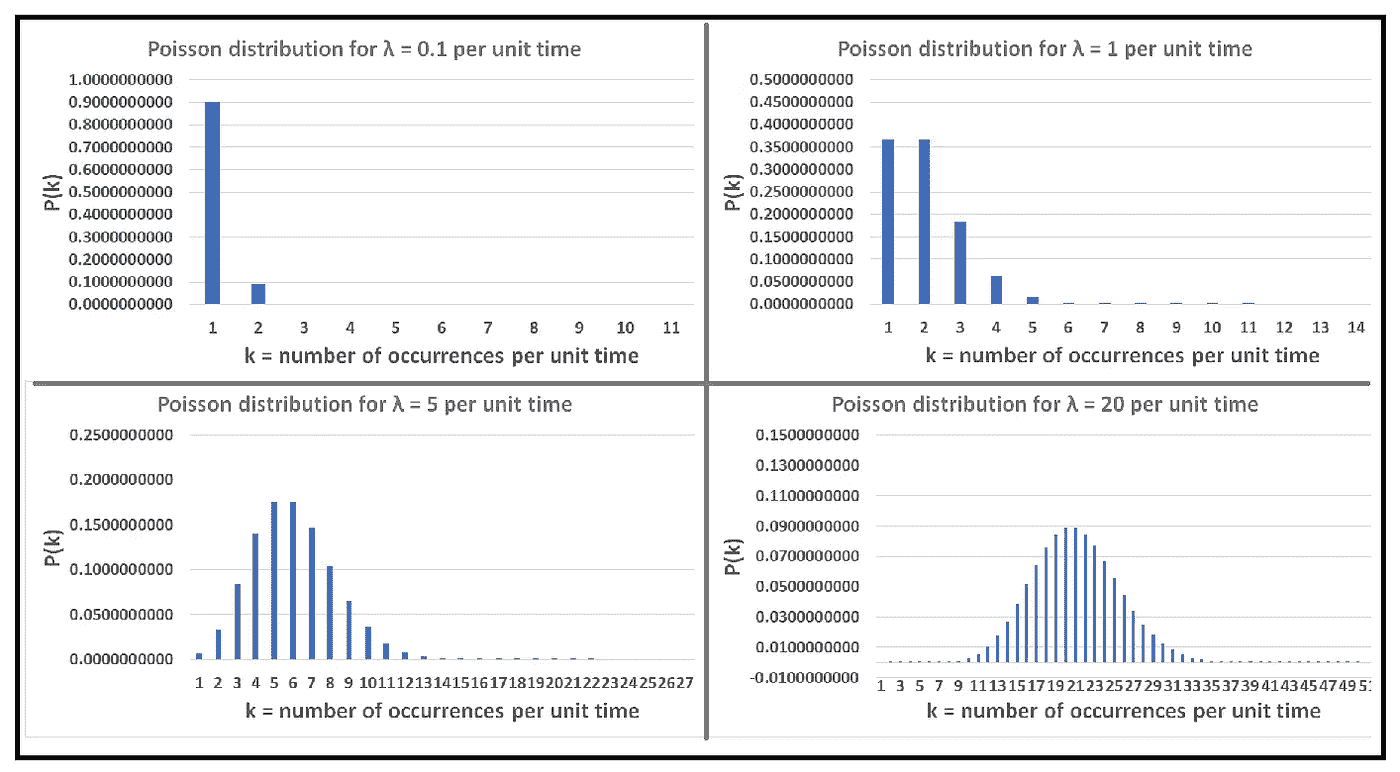 Poisson distribution for λ = 0.1 per unit time
1.0000000000
0.9000000000
0.8000000000
0.7000000000
0.6000000000
0.5000000000
0.4000000000
0.3000000000
0.2000000000
0.1000000000
0.0000000000
P(k)
1 2 3 4 5 6 7 8 9 10 11
k = number of occurrences per unit time
Poisson distribution for λ = 1 per unit time
0.5000000000
0.4500000000
0.4000000000
0.3500000000
0.3000000000
0.2500000000
0.2000000000
0.1500000000
0.1000000000
0.0500000000
0.0000000000
P(k)
1 2 3 4 5 6 7 8 9 10 11 12 13 14
k = number of occurrences per unit time
Poisson distribution for λ = 5 per unit time
0.2500000000
0.2000000000
0.1500000000
0.1000000000
0.0500000000
0.0000000000
P(k)
1 2 3 4 5 6 7 8 9 10 11 12 13 14 15 16 17 18 19 20 21 22 23 24 25 26 27
k = number of occurrences per unit time
Poisson distribution for λ = 20 per unit time
0.1500000000
0.1300000000
0.1100000000
0.0900000000
0.0700000000
0.0500000000
0.0300000000
0.0100000000
-0.0100000000
P(k)
1 3 5 7 9 11 13 15 17 19 21 23 25 27 29 31 33 35 37 39 41 43 45 47 49 51
k = number of occurrences per unit time